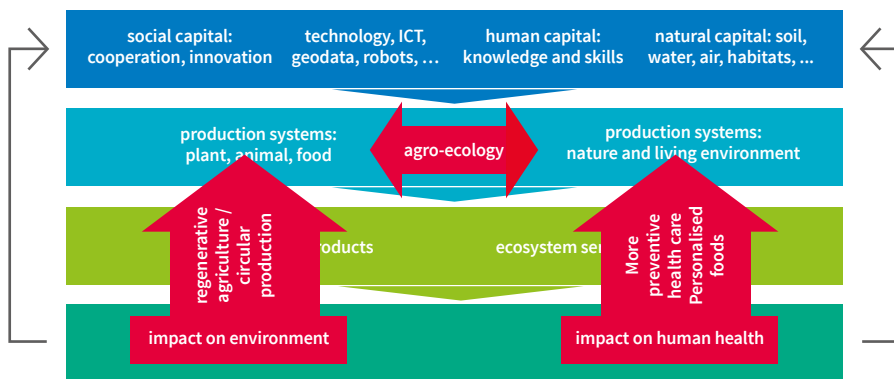 social capital:
cooperation, innovation
technology, ICT,
geodata, robots, …
human capital:
knowledge and skills
natural capital: soil,
water, air, habitats, ...
production systems:
plant, animal, food
agro-ecology
production systems:
nature and living environment
regenerative
agriculture /
circular
production
ecosystem
More
preventive
health care
Personalised
foods
impact on environment
impact on human health